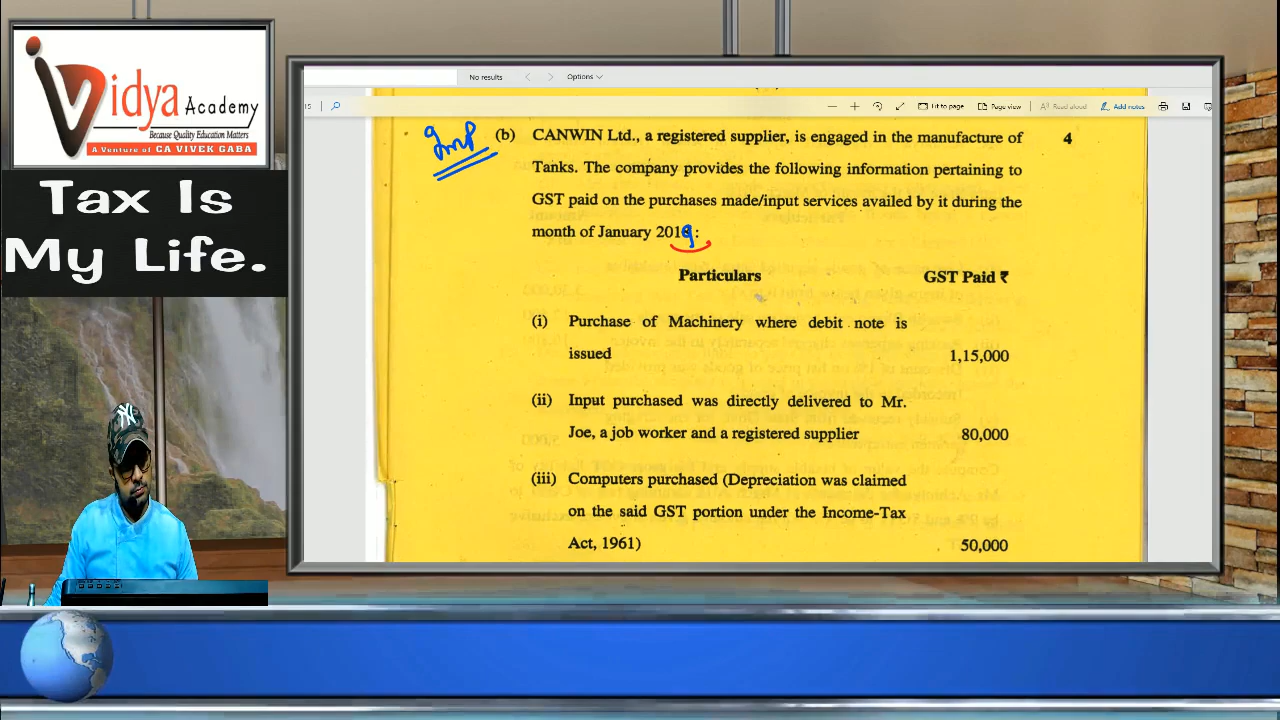 iVidya Academy
Because Quality Education Matters
A Venture of CA VIVEK GABA
Tax Is
My Life.
No results
Options
15
Fit to page
Page view
Read aloud
Add notes
Imp
(b) CANWIN Ltd., a registered supplier, is engaged in the manufacture of 4
Tanks. The company provides the following information pertaining to
GST paid on the purchases made/input services availed by it during the
month of January 2019:
Particulars GST Paid ₹
(i) Purchase of Machinery where debit note is
issued 1,15,000
(ii) Input purchased was directly delivered to Mr.
Joe, a job worker and a registered supplier 80,000
(iii) Computers purchased (Depreciation was claimed
on the said GST portion under the Income-Tax
Act, 1961) 50,000